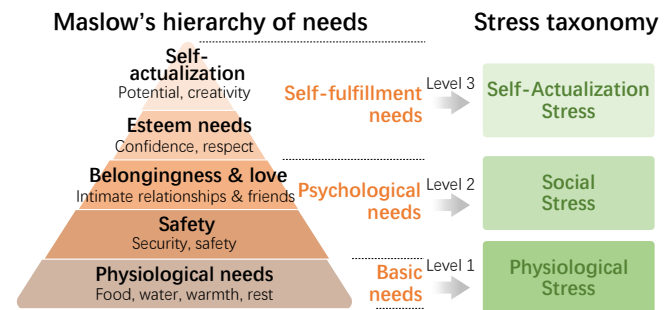 Maslow's hierarchy of needs
Self-
actualization
Potential, creativity
Esteem needs
Confidence, respect
Belongingness & love
Intimate relationships & friends
Safety
Security, safety
Physiological needs
Food, water, warmth, rest
Self-fulfillment
needs
Psychological
needs
Basic
needs
Level 3
Level 2
Level 1
Stress taxonomy
Self-Actualization
Stress
Social
Stress
Physiological
Stress